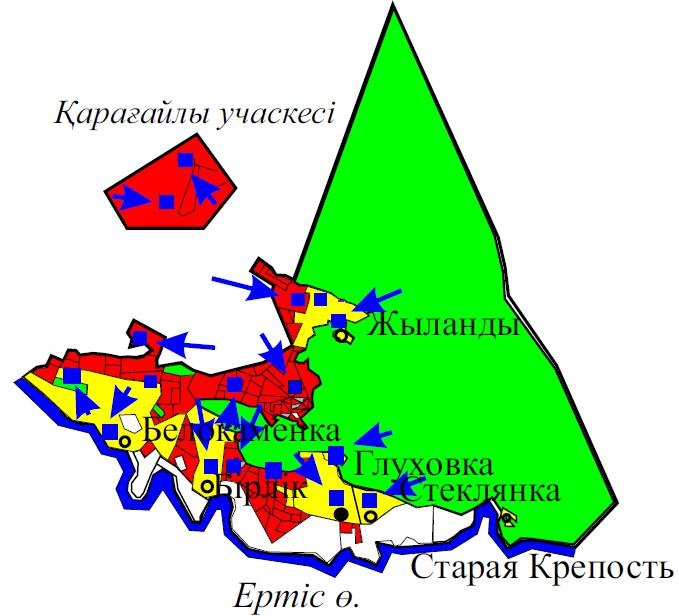 Қарағайлы учаскесі
Жыланды
Белокаменка
Глуховка
Бірлік
Стеклянка
Старая Крепость
Ертіс ө.